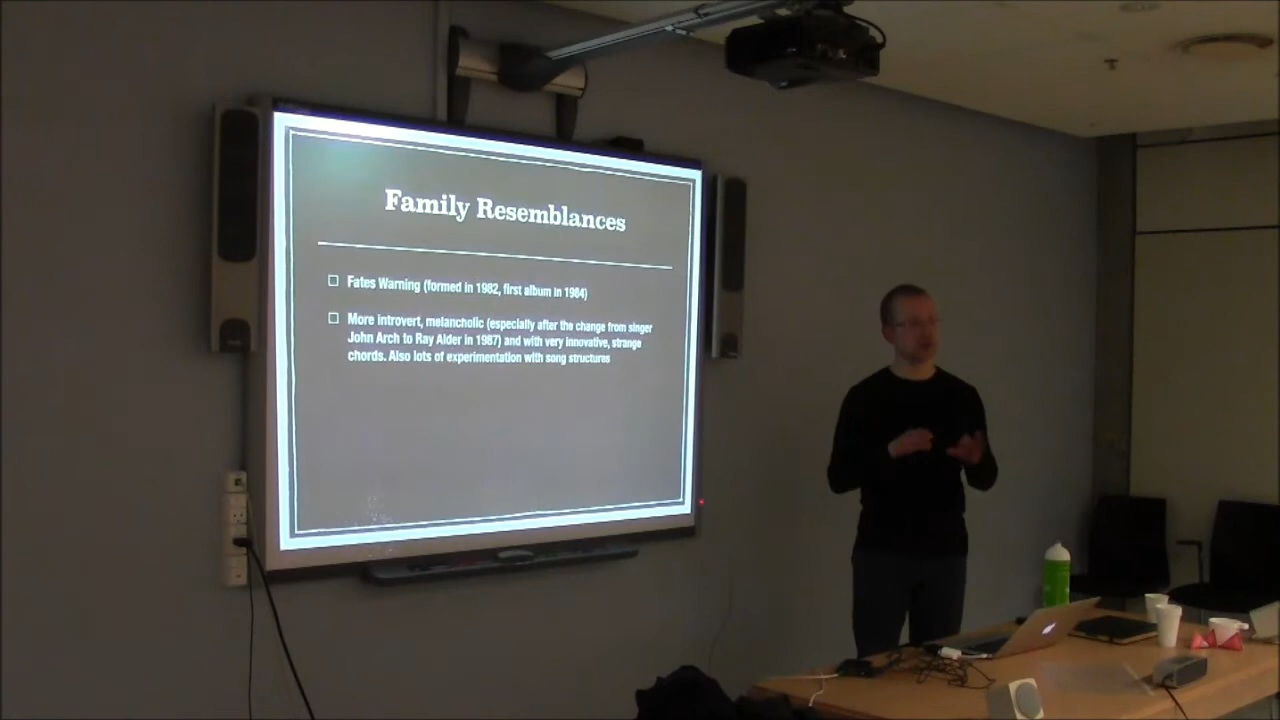 Family Resemblances
Fates Warning (formed in 1982, first album in 1984)
More introvert, melancholic (especially after the change from singer
John Arch to Ray Alder in 1987) and with very innovative, strange
chords. Also lots of experimentation with song structures